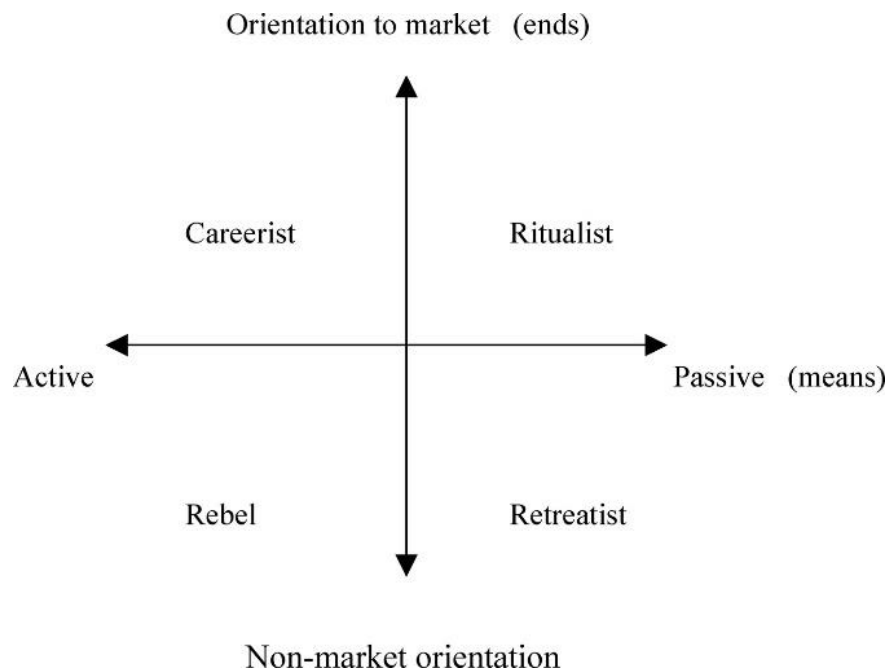 Orientation to market (ends)
Careerist
Ritualist
Active
Passive (means)
Rebel
Retreatist
Non-market orientation